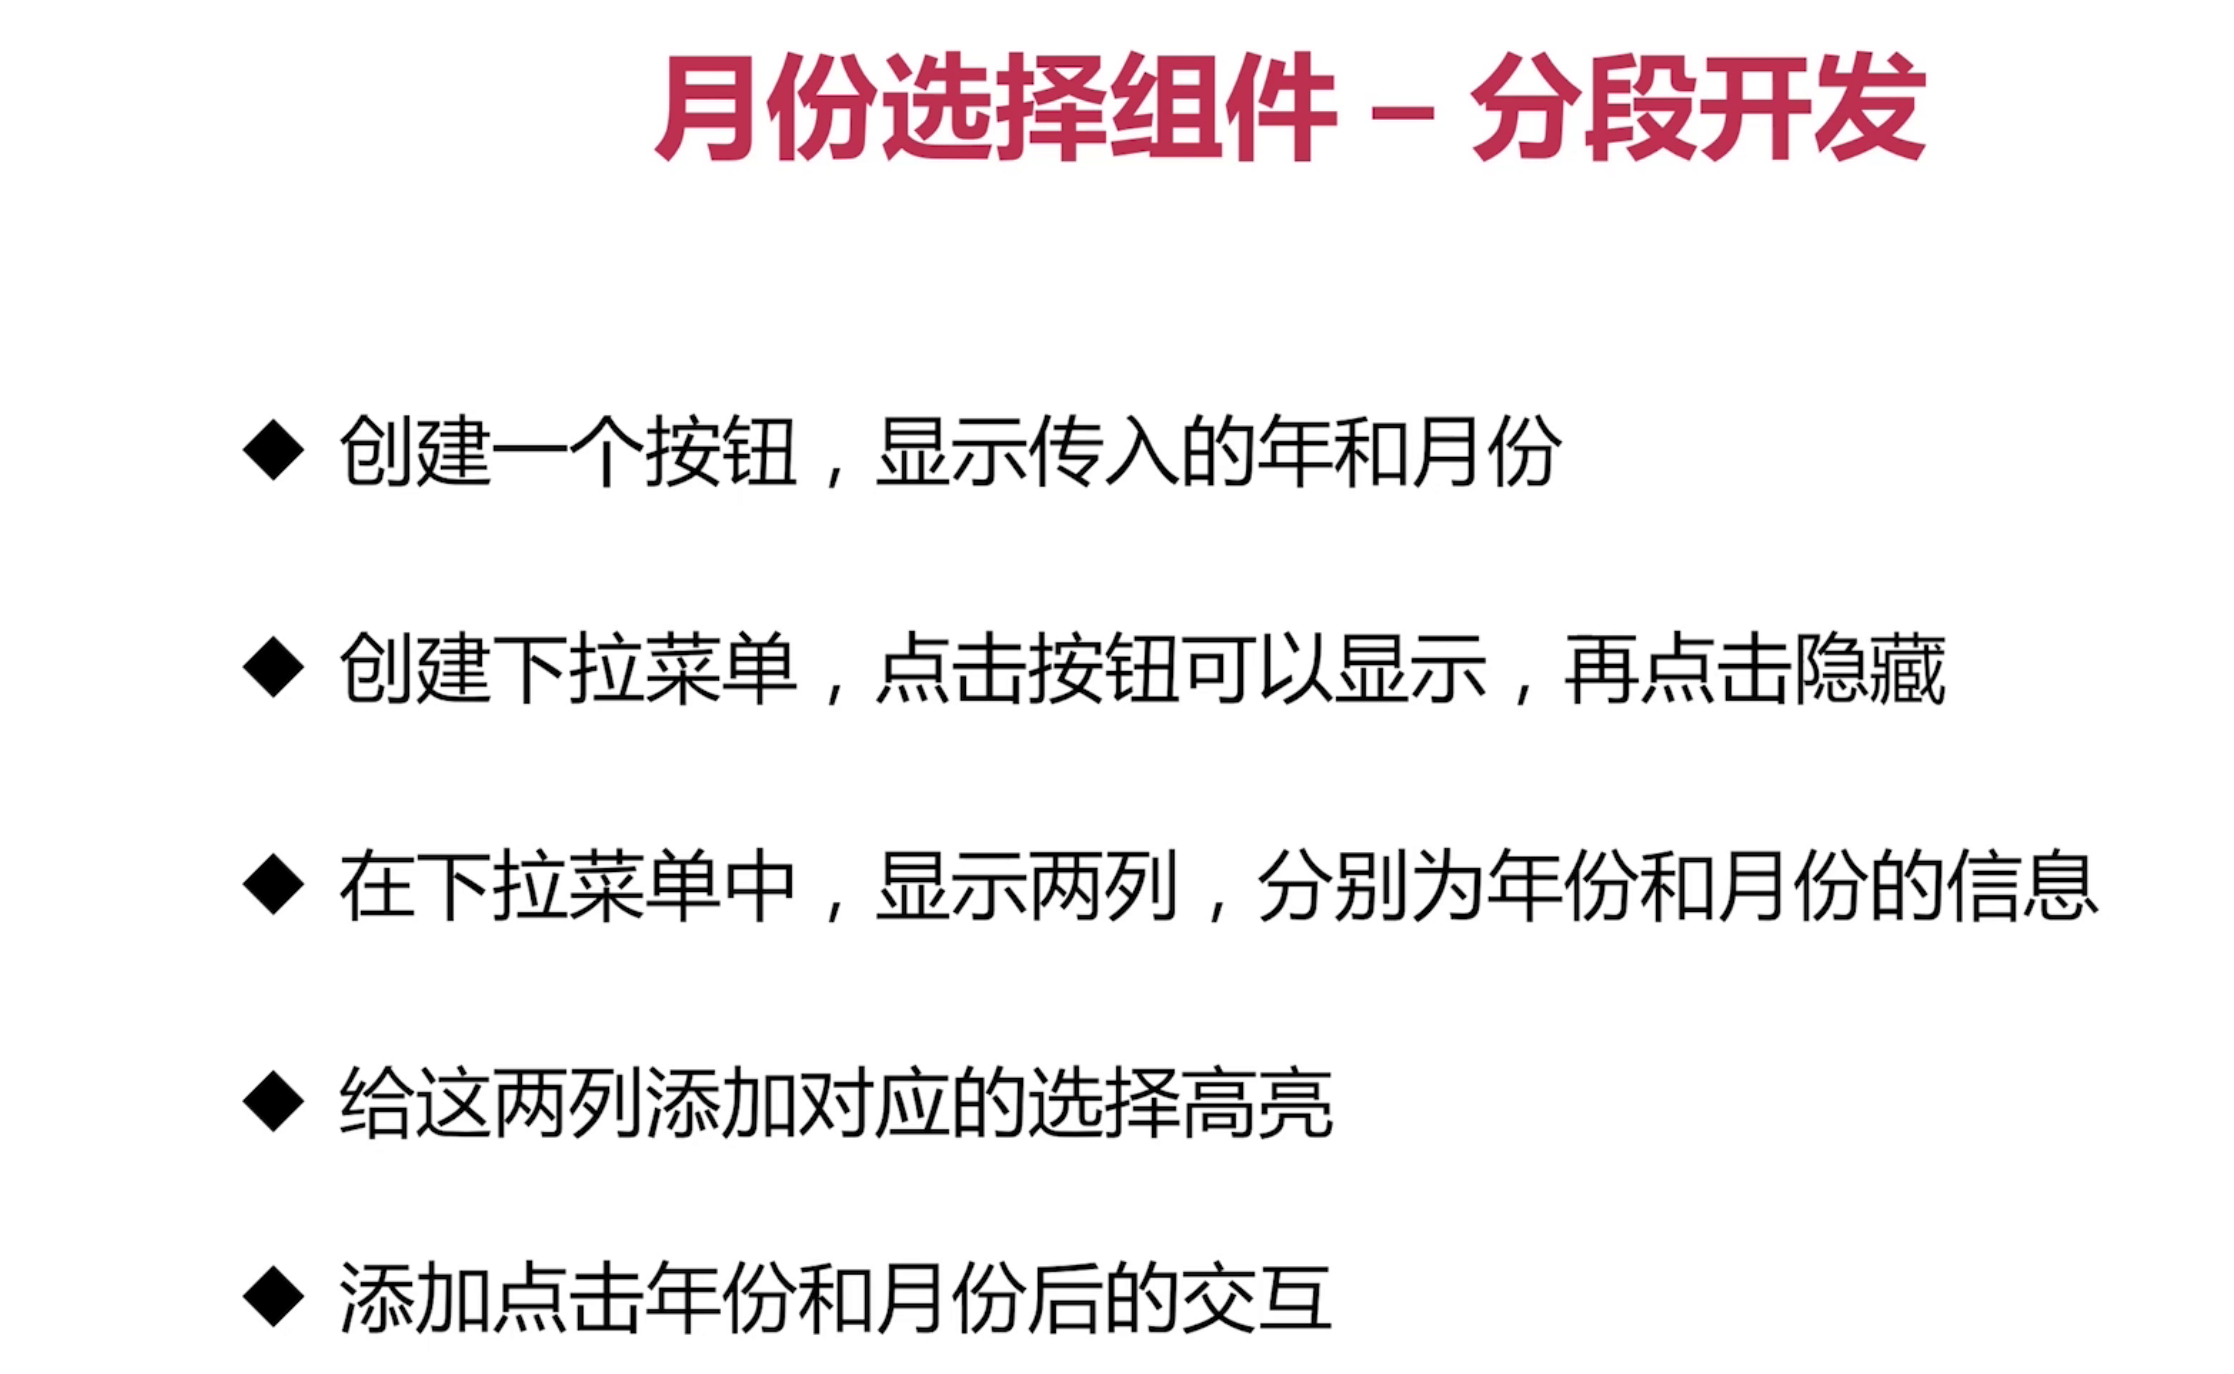 月份选择组件 – 分段开发
◆ 创建一个按钮，显示传入的年和月份
◆ 创建下拉菜单，点击按钮可以显示，再点击隐藏
◆ 在下拉菜单中，显示两列，分别为年份和月份的信息
◆ 给这两列添加对应的选择高亮
◆ 添加点击年份和月份后的交互